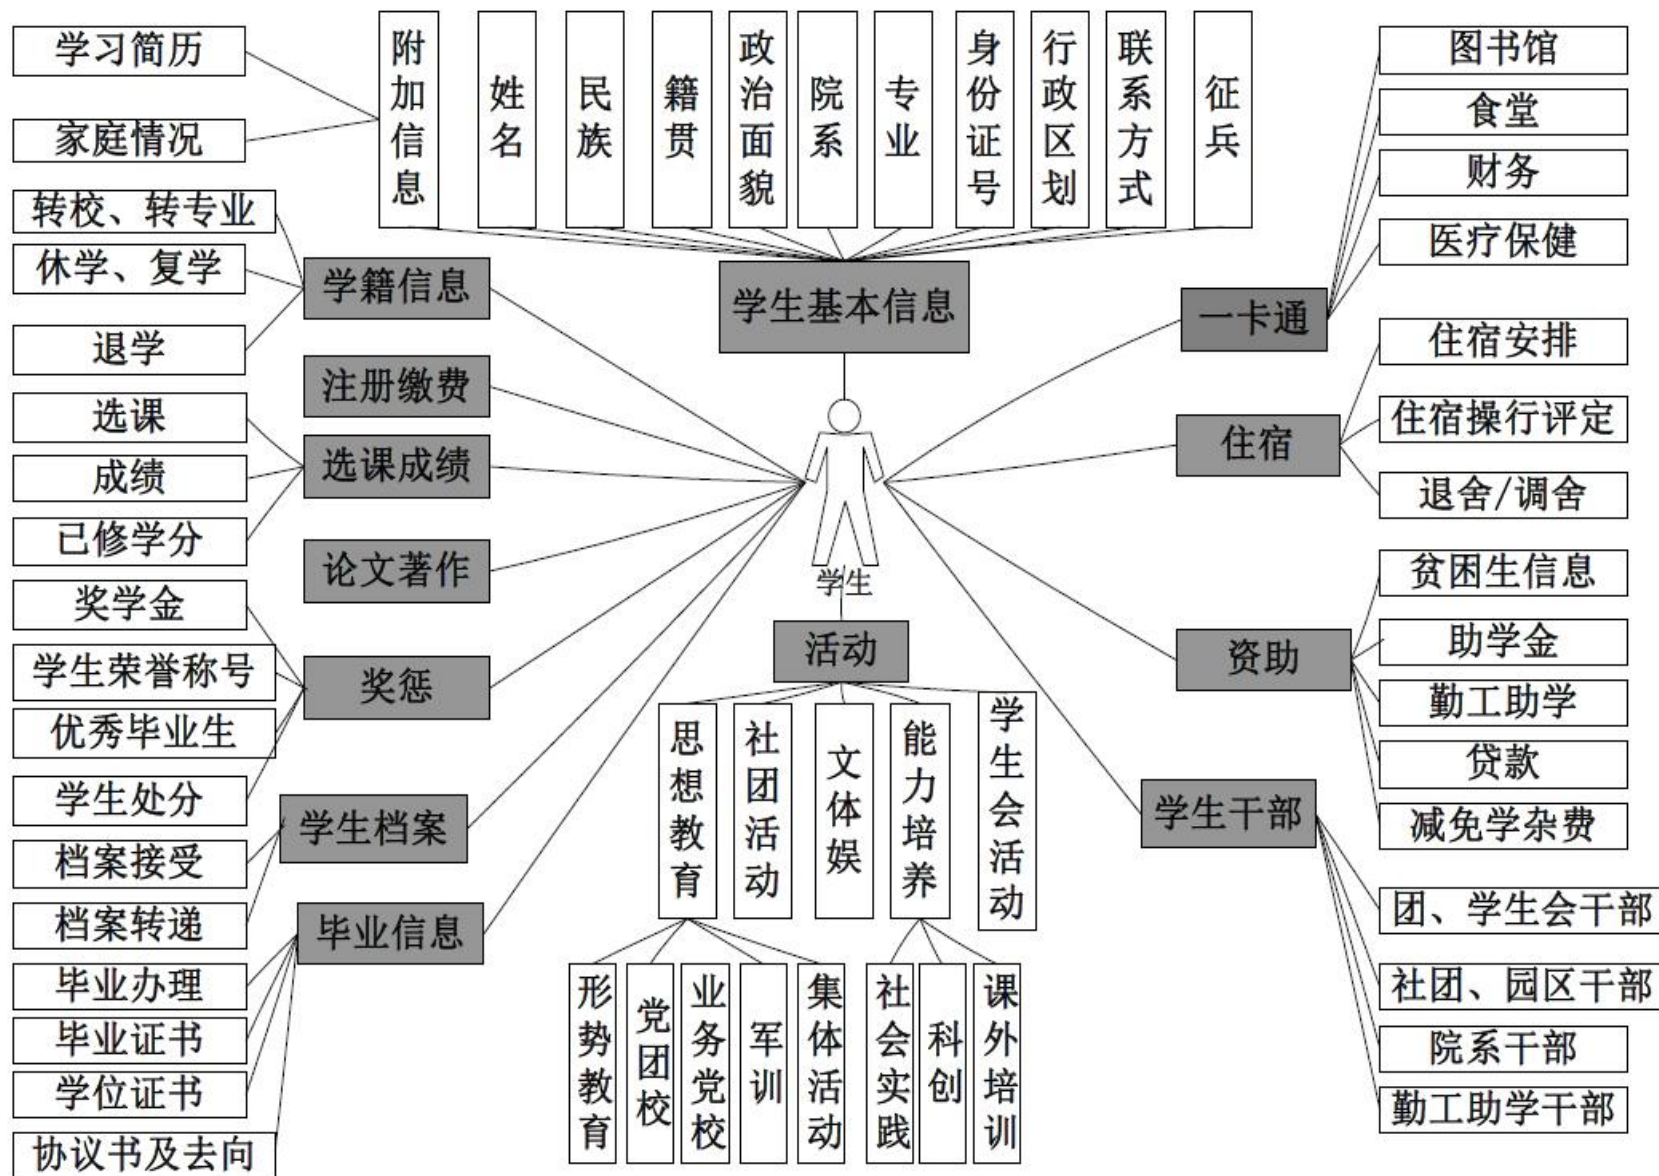 学习简历
家庭情况
附加信息
姓名
民族
籍贯
政治面貌
院系
专业
身份证号
行政区划
联系方式
征兵
学生基本信息
转校、转专业
休学、复学
退学
学籍信息
注册缴费
选课
成绩
已修学分
选课成绩
论文著作
奖学金
学生荣誉称号
优秀毕业生
学生处分
奖惩
档案接受
档案转递
学生档案
毕业办理
毕业证书
学位证书
协议书及去向
毕业信息
学生
活动
思想教育
社团活动
文体娱
能力培养
学生会活动
形势教育
党团校
业务党校
军训
集体活动
社会实践
科创
课外培训
一卡通
图书馆
食堂
财务
医疗保健
住宿
住宿安排
住宿操行评定
退舍/调舍
资助
贫困生信息
助学金
勤工助学
贷款
减免学杂费
学生干部
团、学生会干部
社团、园区干部
院系干部
勤工助学干部